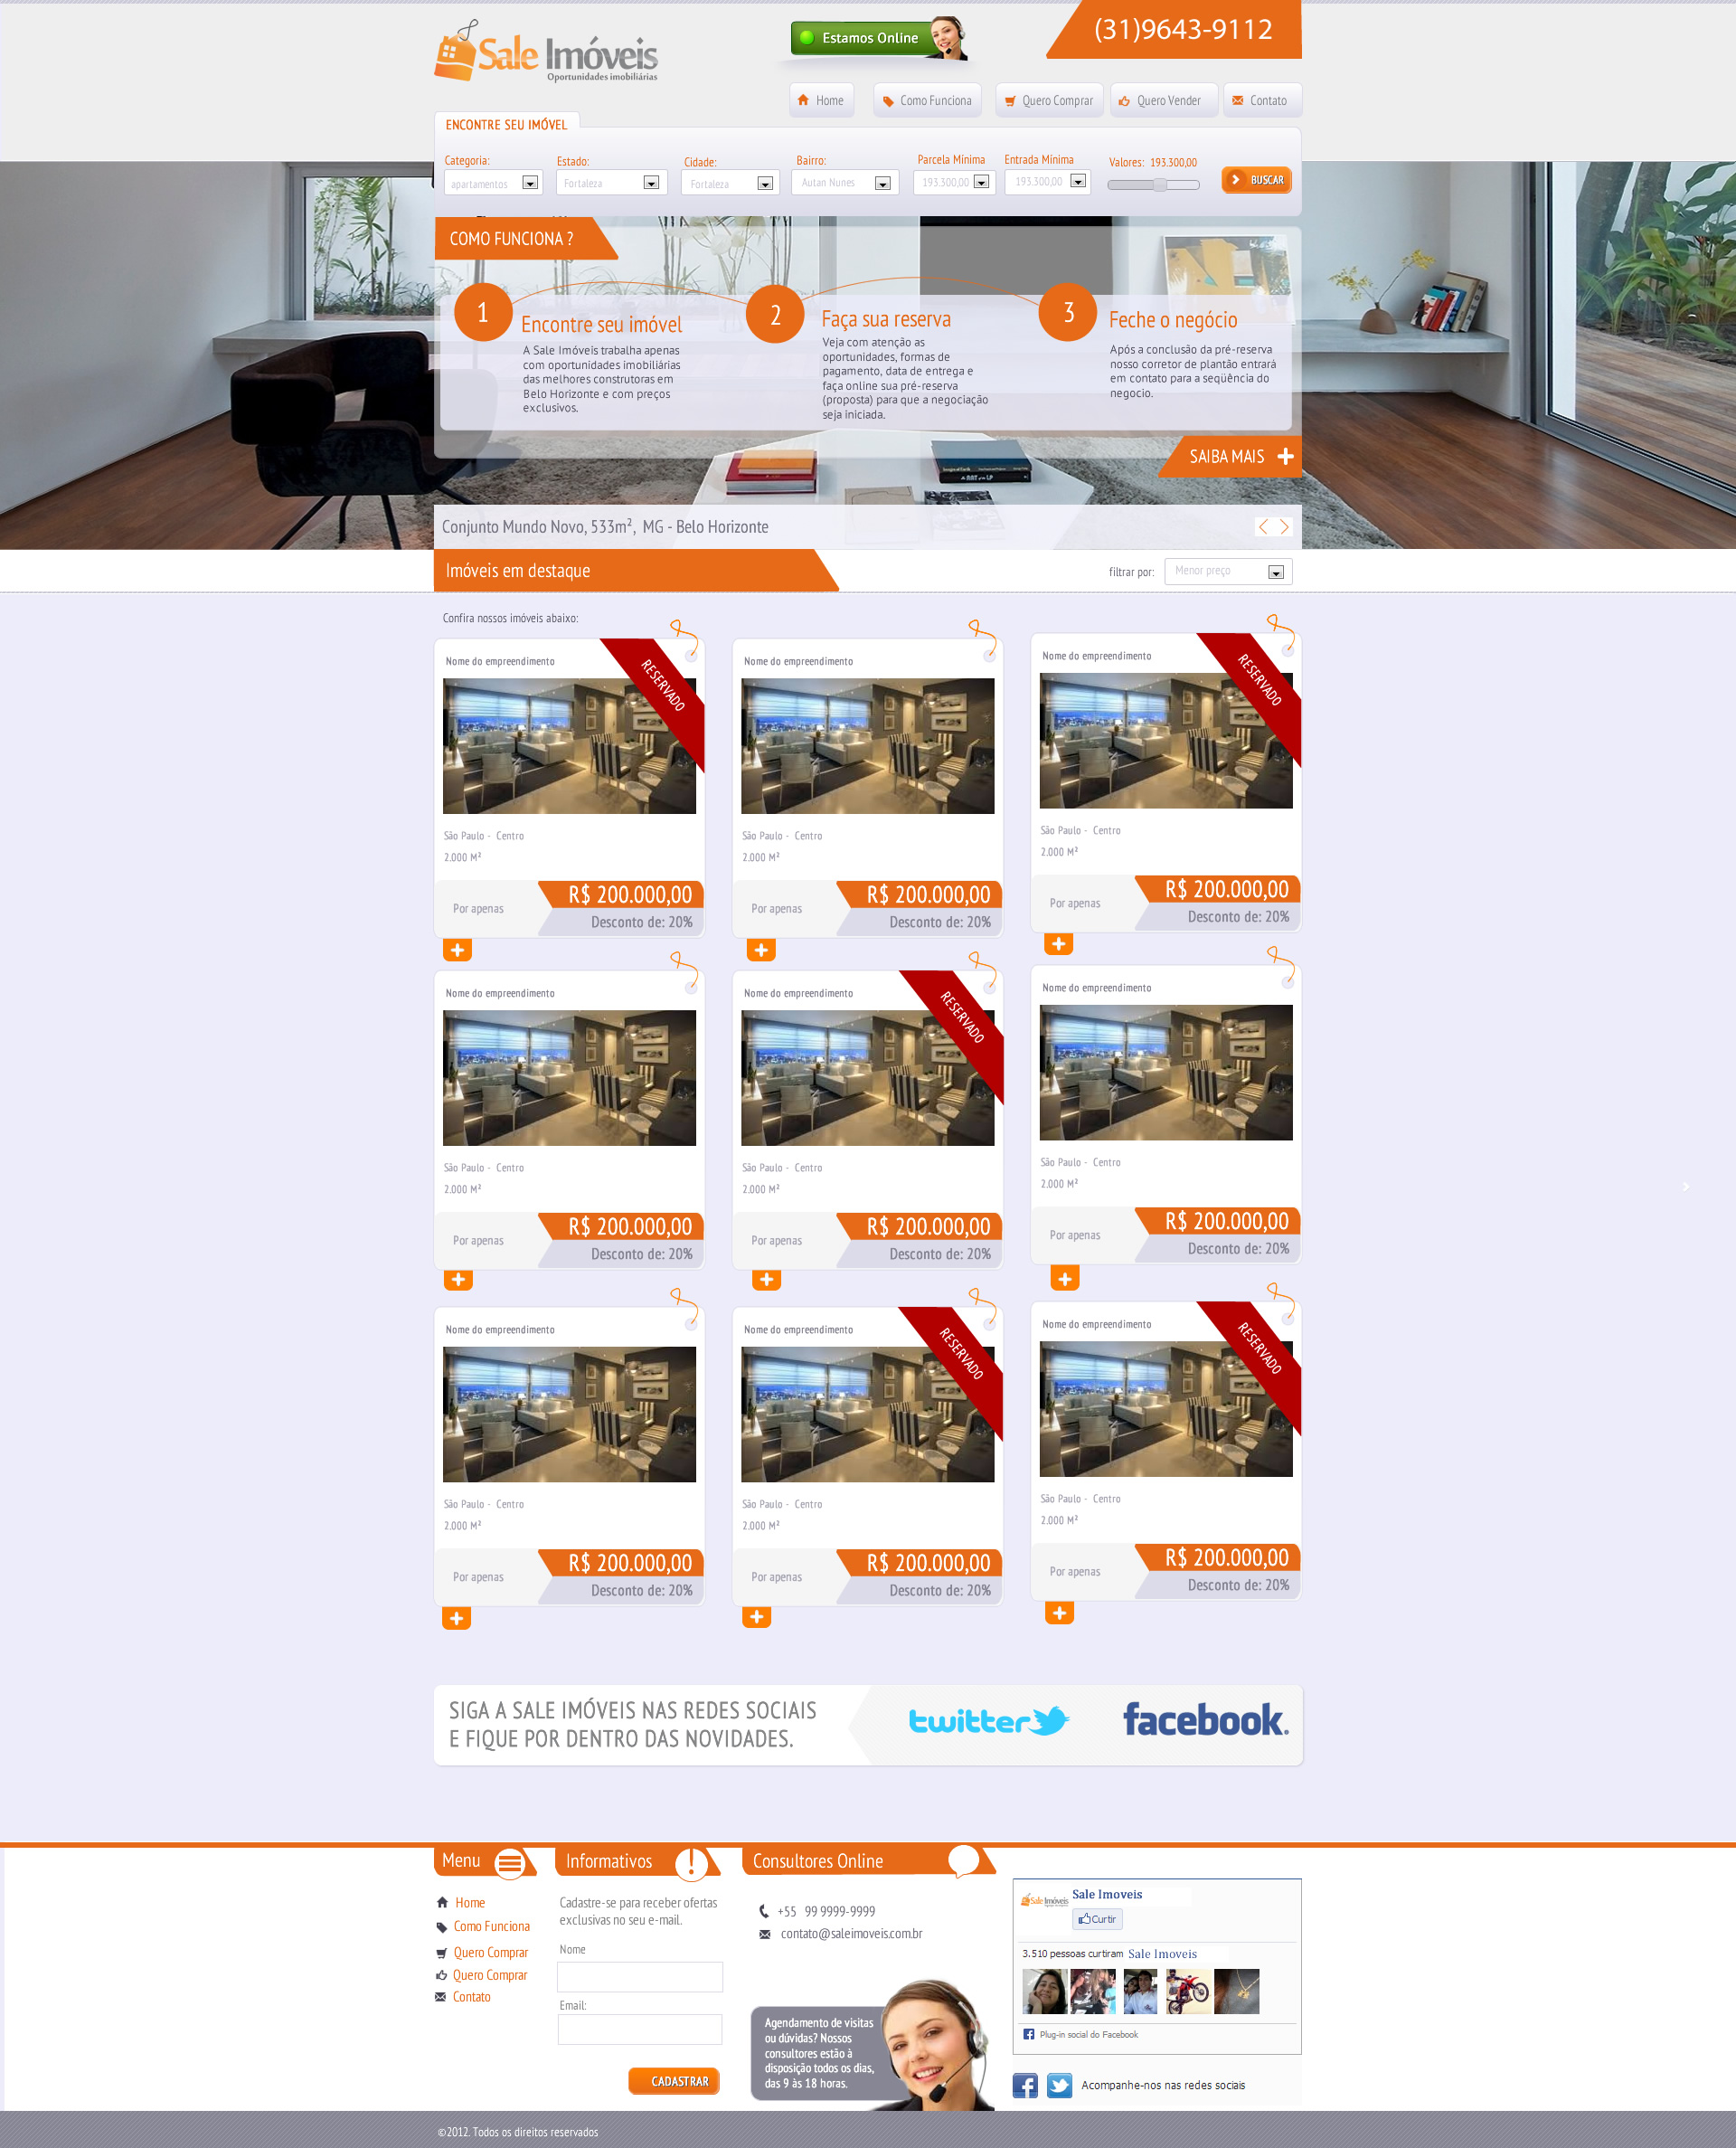 Sale Imóveis
Oportunidades imobiliárias
Estamos Online
(31)9643-9112
Home
Como Funciona
Quero Comprar
Quero Vender
Contato
ENCONTRE SEU IMÓVEL
Categoria:
Estado:
Cidade:
Bairro:
Parcela Mínima
Entrada Mínima
Valores: 193.300,00
apartamentos
Fortaleza
Fortaleza
Autan Nunes
193.300,00
193.300,00
BUSCAR
COMO FUNCIONA ?
1
Encontre seu imóvel
A Sale Imóveis trabalha apenas
com oportunidades imobiliárias
das melhores construtoras em
Belo Horizonte e com preços
exclusivos.
2
Faça sua reserva
Veja com atenção as
oportunidades, formas de
pagamento, data de entrega e
faça online sua pré-reserva
(proposta) para que a negociação
seja iniciada.
3
Feche o negócio
Após a conclusão da pré-reserva
nosso corretor de plantão entrará
em contato para a seqüência do
negocio.
SAIBA MAIS
Conjunto Mundo Novo, 533m², MG - Belo Horizonte
Imóveis em destaque
filtrar por:
Menor preço
Confira nossos imóveis abaixo:
Nome do empreendimento
RESERVADO
São Paulo - Centro
2.000 M²
Por apenas
R$ 200.000,00
Desconto de: 20%
Nome do empreendimento
São Paulo - Centro
2.000 M²
Por apenas
R$ 200.000,00
Desconto de: 20%
Nome do empreendimento
RESERVADO
São Paulo - Centro
2.000 M²
Por apenas
R$ 200.000,00
Desconto de: 20%
Nome do empreendimento
São Paulo - Centro
2.000 M²
Por apenas
R$ 200.000,00
Desconto de: 20%
Nome do empreendimento
RESERVADO
São Paulo - Centro
2.000 M²
Por apenas
R$ 200.000,00
Desconto de: 20%
Nome do empreendimento
São Paulo - Centro
2.000 M²
Por apenas
R$ 200.000,00
Desconto de: 20%
Nome do empreendimento
São Paulo - Centro
2.000 M²
Por apenas
R$ 200.000,00
Desconto de: 20%
Nome do empreendimento
RESERVADO
São Paulo - Centro
2.000 M²
Por apenas
R$ 200.000,00
Desconto de: 20%
Nome do empreendimento
RESERVADO
São Paulo - Centro
2.000 M²
Por apenas
R$ 200.000,00
Desconto de: 20%
SIGA A SALE IMÓVEIS NAS REDES SOCIAIS
E FIQUE POR DENTRO DAS NOVIDADES.
twitter
facebook.
Menu
Home
Como Funciona
Quero Comprar
Quero Comprar
Contato
Informativos
Cadastre-se para receber ofertas
exclusivas no seu e-mail.
Nome
Email:
CADASTRAR
Consultores Online
+55 99 9999-9999
contato@saleimoveis.com.br
Agendamento de visitas
ou dúvidas? Nossos
consultores estão à
disposição todos os dias,
das 9 às 18 horas.
Sale Imóveis
Sale Imoveis
Curtir
3.510 pessoas curtiram Sale Imoveis
Plug-in social do Facebook
Acompanhe-nos nas redes sociais
©2012. Todos os direitos reservados